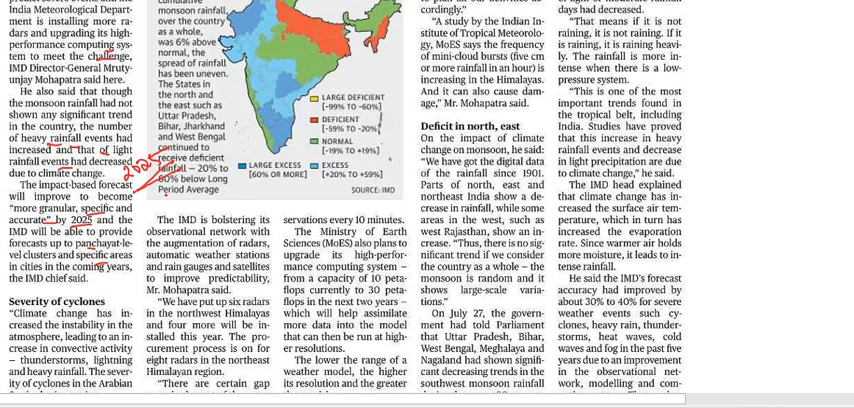 India Meteorological Depart-
ment is installing more ra-
dars and upgrading its high-
performance computing sys-
tem to meet the challenge,
IMD Director-General Mruty-
unjay Mohapatra said here.
He also said that though
the monsoon rainfall had not
shown any significant trend
in the country, the number
of heavy rainfall events had
increased and that of light
rainfall events had decreased
due to climate change.
The impact-based forecast
will improve to become
“more granular, specific and
accurate” by 2025 and the
IMD will be able to provide
forecasts up to panchayat-le-
vel clusters and specific areas
in cities in the coming years,
the IMD chief said.
Severity of cyclones
“Climate change has in-
creased the instability in the
atmosphere, leading to an in-
crease in convective activity
– thunderstorms, lightning
and heavy rainfall. The sever-
ity of cyclones in the Arabian
2025
monsoon rainfall,
over the country
as a whole,
was 6% above
normal, the
spread of rainfall
has been uneven.
The States in
the north and
the east such as
Uttar Pradesh,
Bihar, Jharkhand
and West Bengal
continued to
receive deficient
rainfall – 20% to
60% below Long
Period Average
LARGE DEFICIENT
[-99% TO -60%]
DEFICIENT
[-59% TO -20%]
NORMAL
[-19% TO +19%]
LARGE EXCESS
[60% OR MORE]
EXCESS
[+20% TO +59%]
SOURCE: IMD
The IMD is bolstering its
observational network with
the augmentation of radars,
automatic weather stations
and rain gauges and satellites
to improve predictability,
Mr. Mohapatra said.
“We have put up six radars
in the northwest Himalayas
and four more will be in-
stalled this year. The pro-
curement process is on for
eight radars in the northeast
Himalayan region.
“There are certain gap
servations every 10 minutes.
The Ministry of Earth
Sciences (MoES) also plans to
upgrade its high-perfor-
mance computing system –
from a capacity of 10 peta-
flops currently to 30 peta-
flops in the next two years –
which will help assimilate
more data into the model
that can then be run at high-
er resolutions.
The lower the range of a
weather model, the higher
its resolution and the greater
cordingly.”
“A study by the Indian In-
stitute of Tropical Meteorolo-
gy, MoES says the frequency
of mini-cloud bursts (five cm
or more rainfall in an hour) is
increasing in the Himalayas.
And it can also cause dam-
age,” Mr. Mohapatra said.
Deficit in north, east
On the impact of climate
change on monsoon, he said:
“We have got the digital data
of the rainfall since 1901.
Parts of north, east and
northeast India show a de-
crease in rainfall, while some
areas in the west, such as
west Rajasthan, show an in-
crease. “Thus, there is no sig-
nificant trend if we consider
the country as a whole – the
monsoon is random and it
shows large-scale varia-
tions.”
On July 27, the govern-
ment had told Parliament
that Uttar Pradesh, Bihar,
West Bengal, Meghalaya and
Nagaland had shown signifi-
cant decreasing trends in the
southwest monsoon rainfall
days had decreased.
“That means if it is not
raining, it is not raining. If it
is raining, it is raining heavi-
ly. The rainfall is more in-
tense when there is a low-
pressure system.
“This is one of the most
important trends found in
the tropical belt, including
India. Studies have proved
that this increase in heavy
rainfall events and decrease
in light precipitation are due
to climate change,” he said.
The IMD head explained
that climate change has in-
creased the surface air tem-
perature, which in turn has
increased the evaporation
rate. Since warmer air holds
more moisture, it leads to in-
tense rainfall.
He said the IMD’s forecast
accuracy had improved by
about 30% to 40% for severe
weather events such as cy-
clones, heavy rain, thunder-
storms, heat waves, cold
waves and fog in the past five
years due to an improvement
in the observational net-
work, modelling and com-